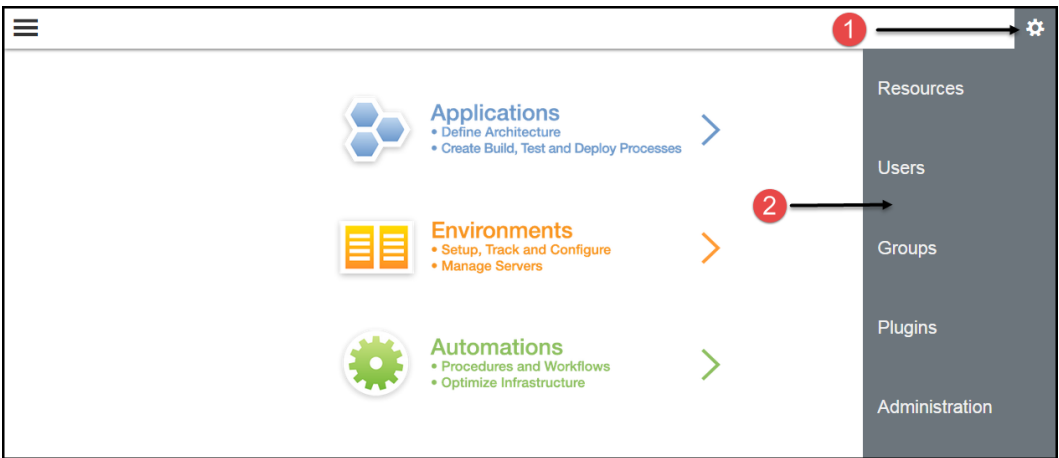 1
Resources
Applications
• Define Architecture
• Create Build, Test and Deploy Processes
Users
2
Environments
• Setup, Track and Configure
• Manage Servers
Groups
Plugins
Automations
• Procedures and Workflows
• Optimize Infrastructure
Administration